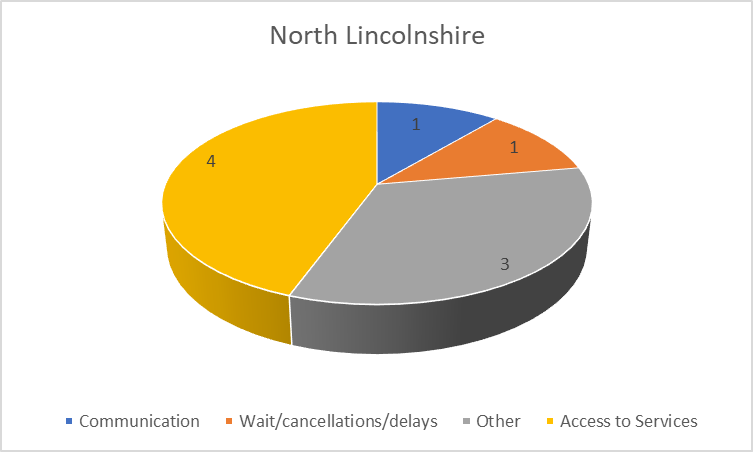 North Lincolnshire
1
1
4
3
Communication Wait/cancellations/delays Other Access to Services